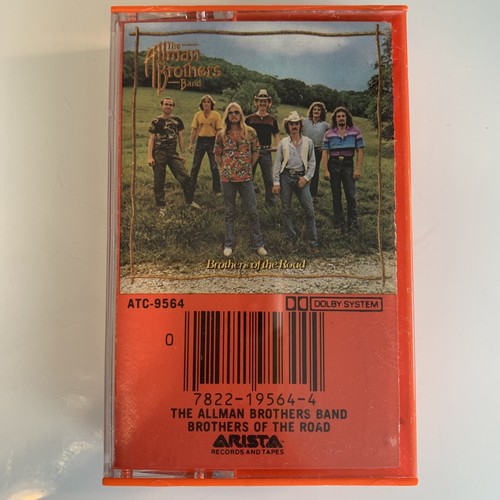 The
Allman
Brothers
Band
Brothers of the Road
ATC-9564
DOLBY SYSTEM
0
7822-19564-4
THE ALLMAN BROTHERS BAND
BROTHERS OF THE ROAD
ARISTA
RECORDS AND TAPES